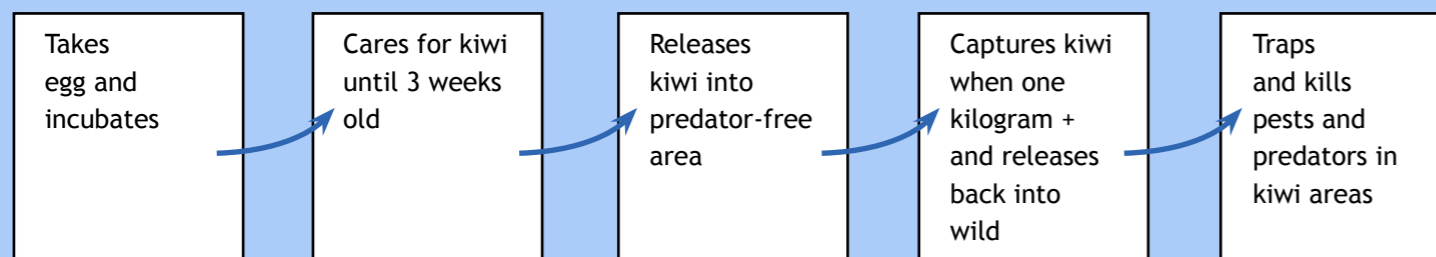 Takes
egg and
incubates
Cares for kiwi
until 3 weeks
old
Releases
kiwi into
predator-free
area
Captures kiwi
when one
kilogram +
and releases
back into
wild
Traps
and kills
pests and
predators in
kiwi areas